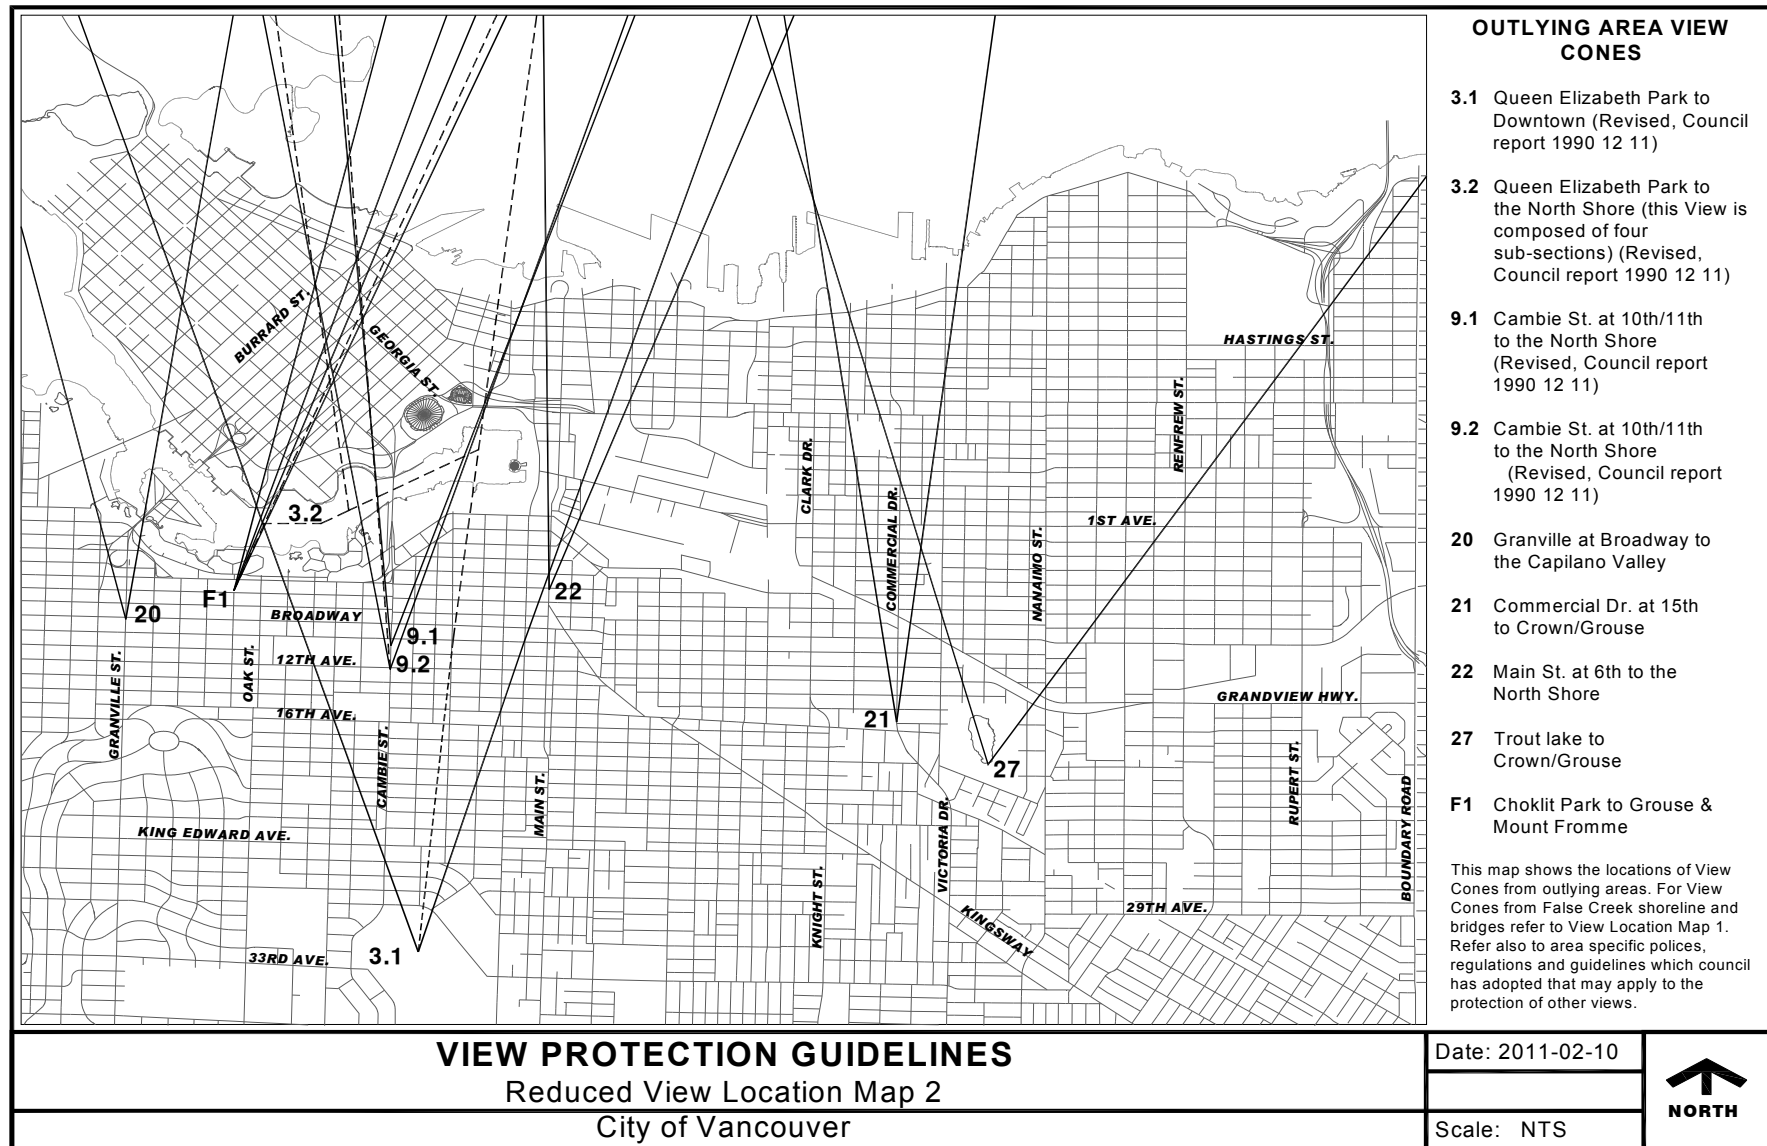 OUTLYING AREA VIEW
CONES
3.1 Queen Elizabeth Park to
Downtown (Revised, Council
report 1990 12 11)
3.2 Queen Elizabeth Park to
the North Shore (this View is
composed of four
sub-sections) (Revised,
Council report 1990 12 11)
9.1 Cambie St. at 10th/11th
to the North Shore
(Revised, Council report
1990 12 11)
9.2 Cambie St. at 10th/11th
to the North Shore
(Revised, Council report
1990 12 11)
20 Granville at Broadway to
the Capilano Valley
21 Commercial Dr. at 15th
to Crown/Grouse
22 Main St. at 6th to the
North Shore
27 Trout lake to
Crown/Grouse
F1 Choklit Park to Grouse &
Mount Fromme
This map shows the locations of View
Cones from outlying areas. For View
Cones from False Creek shoreline and
bridges refer to View Location Map 1.
Refer also to area specific polices,
regulations and guidelines which council
has adopted that may apply to the
protection of other views.
BURRARD ST.
GEORGIA ST.
HASTINGS ST.
RENFREW ST.
CLARK DR.
COMMERCIAL DR.
NANAIMO ST.
1ST AVE.
3.2
F1
20
22
BROADWAY
9.1
9.2
12TH AVE.
OAK ST.
GRANVILLE ST.
16TH AVE.
CAMBIE ST.
MAIN ST.
21
27
GRANDVIEW HWY.
RUPERT ST.
BOUNDARY ROAD
KING EDWARD AVE.
VICTORIA DR.
KNIGHT ST.
KINGSWAY
29TH AVE.
33RD AVE.
3.1
VIEW PROTECTION GUIDELINES
Reduced View Location Map 2
City of Vancouver
Date: 2011-02-10
Scale: NTS
NORTH